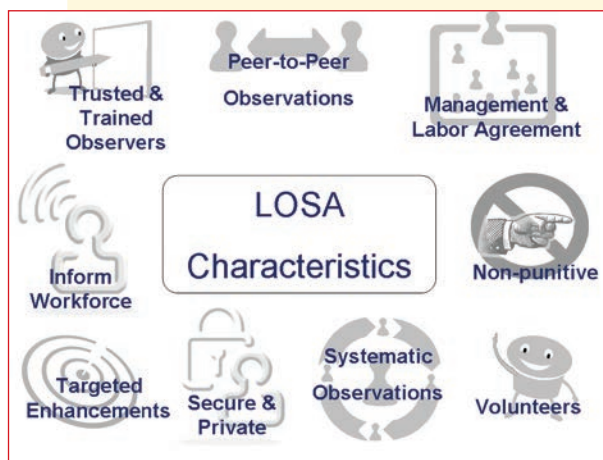 Trusted &
Trained
Observers
Peer-to-Peer
Observations
Management &
Labor Agreement
Inform
Workforce
LOSA
Characteristics
Non-punitive
Targeted
Enhancements
Secure &
Private
Systematic
Observations
Volunteers